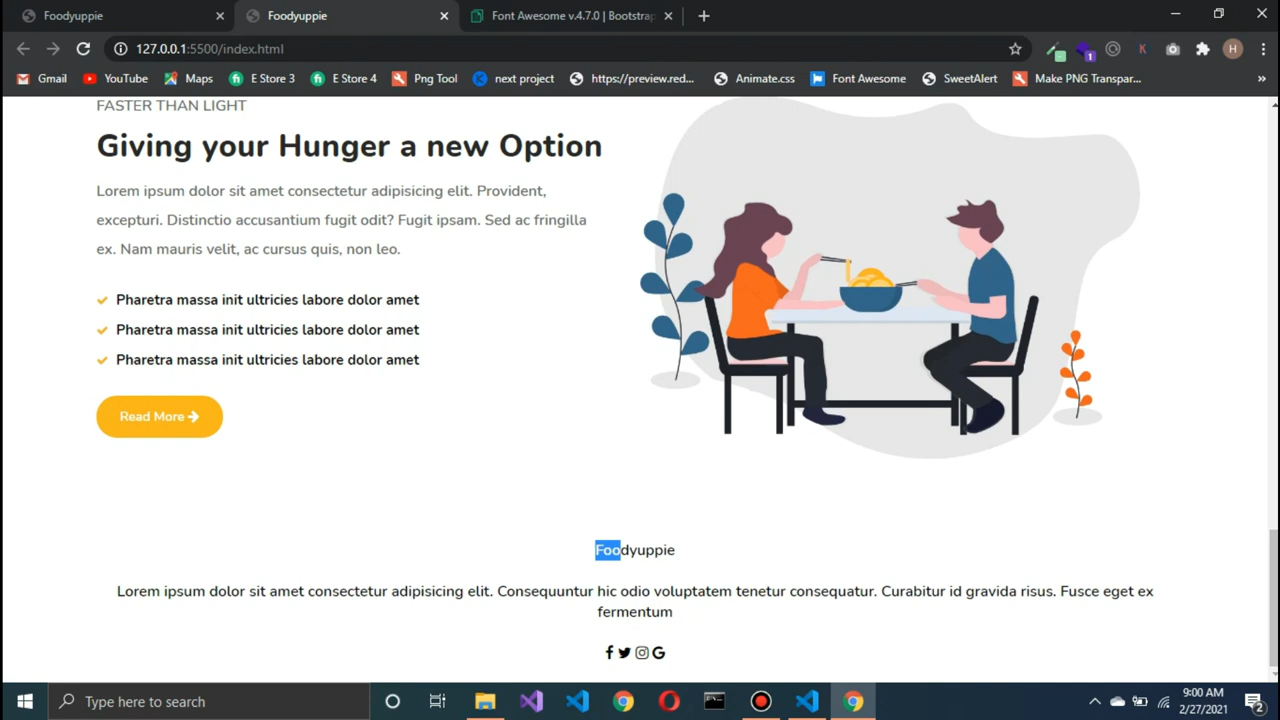 Foodyuppie
Foodyuppie
Font Awesome v.4.7.0 | Bootstrap
127.0.0.1:5500/index.html
1
K
H
Gmail
YouTube
Maps
E Store 3
E Store 4
Png Tool
next project
https://preview.red...
Animate.css
Font Awesome
SweetAlert
Make PNG Transpar...
»
FASTER THAN LIGHT
Giving your Hunger a new Option
Lorem ipsum dolor sit amet consectetur adipisicing elit. Provident,
excepturi. Distinctio accusantium fugit odit? Fugit ipsam. Sed ac fringilla
ex. Nam mauris velit, ac cursus quis, non leo.
Pharetra massa init ultricies labore dolor amet
Pharetra massa init ultricies labore dolor amet
Pharetra massa init ultricies labore dolor amet
Read More
Foodyuppie
Lorem ipsum dolor sit amet consectetur adipisicing elit. Consequuntur hic odio voluptatem tenetur consequatur. Curabitur id gravida risus. Fusce eget ex
fermentum
Type here to search
9:00 AM
2/27/2021
2